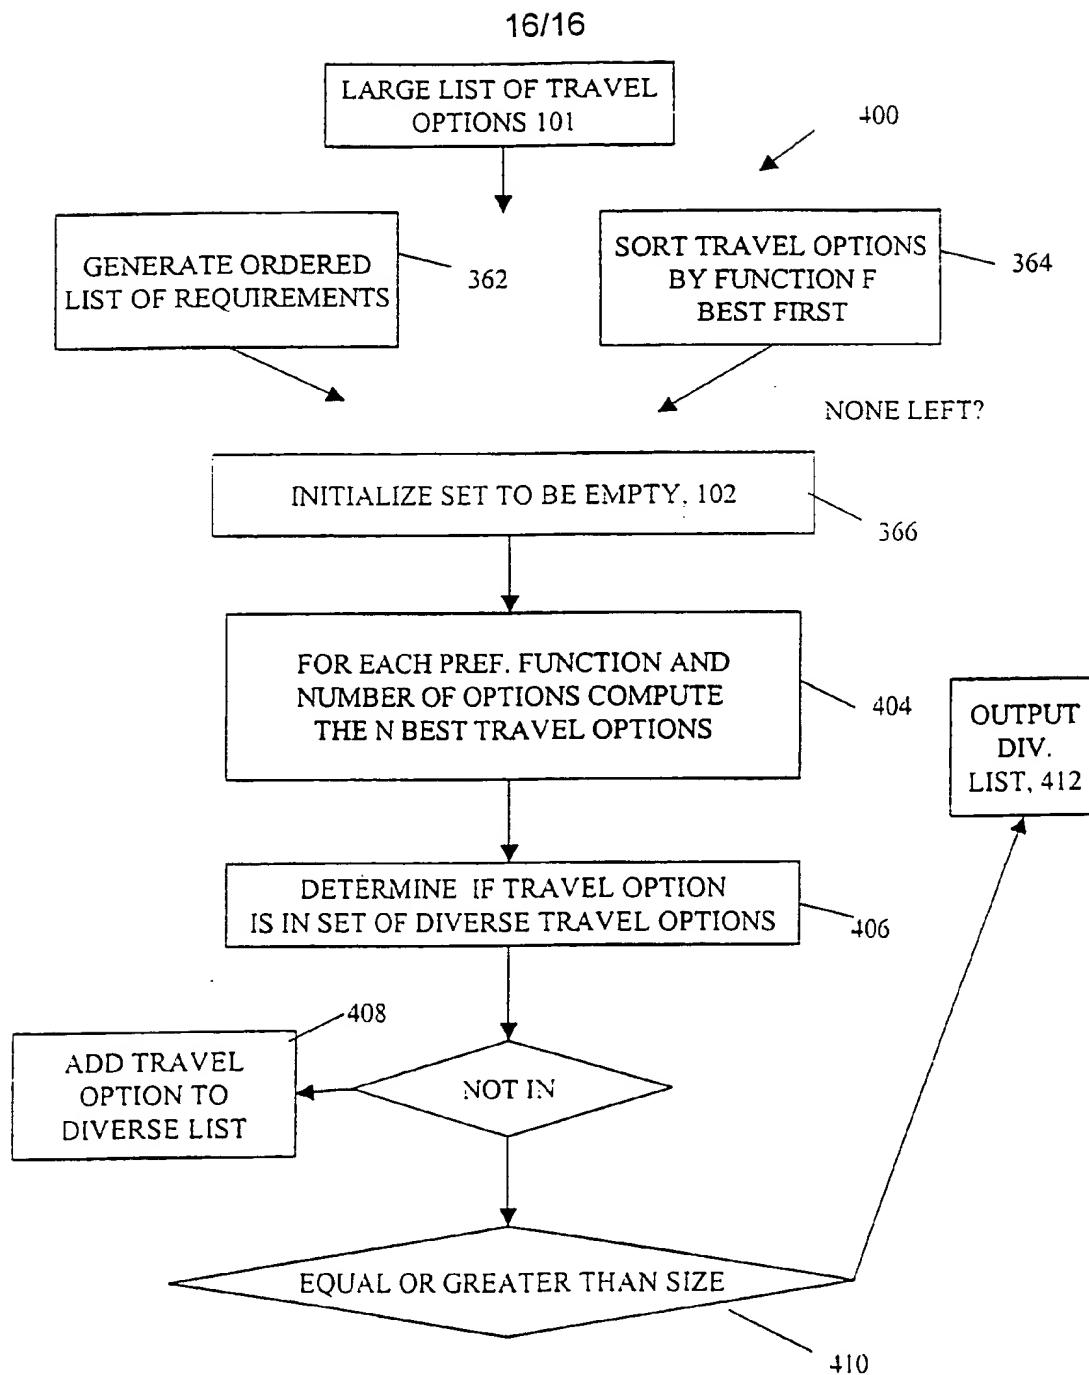 16/16
LARGE LIST OF TRAVEL
OPTIONS 101
400
GENERATE ORDERED
LIST OF REQUIREMENTS
362
SORT TRAVEL OPTIONS
BY FUNCTION F
BEST FIRST
364
NONE LEFT?
INITIALIZE SET TO BE EMPTY, 102
366
FOR EACH PREF. FUNCTION AND
NUMBER OF OPTIONS COMPUTE
THE N BEST TRAVEL OPTIONS
404
OUTPUT
DIV.
LIST, 412
DETERMINE IF TRAVEL OPTION
IS IN SET OF DIVERSE TRAVEL OPTIONS
406
408
ADD TRAVEL
OPTION TO
DIVERSE LIST
NOT IN
EQUAL OR GREATER THAN SIZE
410